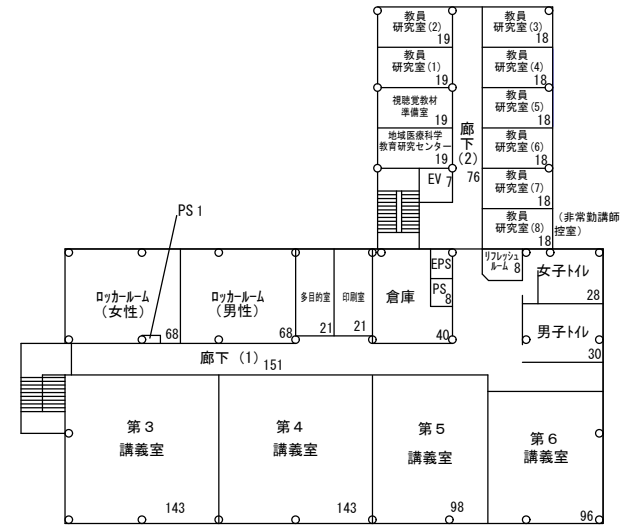 教員
研究室(2)
19
教員
研究室(3)
18
教員
研究室(1)
19
教員
研究室(4)
18
視聴覚教材
準備室
19
教員
研究室(5)
18
地域医療科学
教育研究センター
19
廊下(2)
76
教員
研究室(6)
18
EV 7
教員
研究室(7)
18
教員
研究室(8)
18
(非常勤講師
控室)
PS 1
ロッカールーム
(女性)
68
ロッカールーム
(男性)
68
多目的室
21
印刷室
21
倉庫
40
EPS
PS
8
リフレッシュ
ルーム 8
女子トイレ
28
男子トイレ
30
廊下 (1)
151
第3
講義室
143
第4
講義室
143
第5
講義室
98
第6
講義室
96